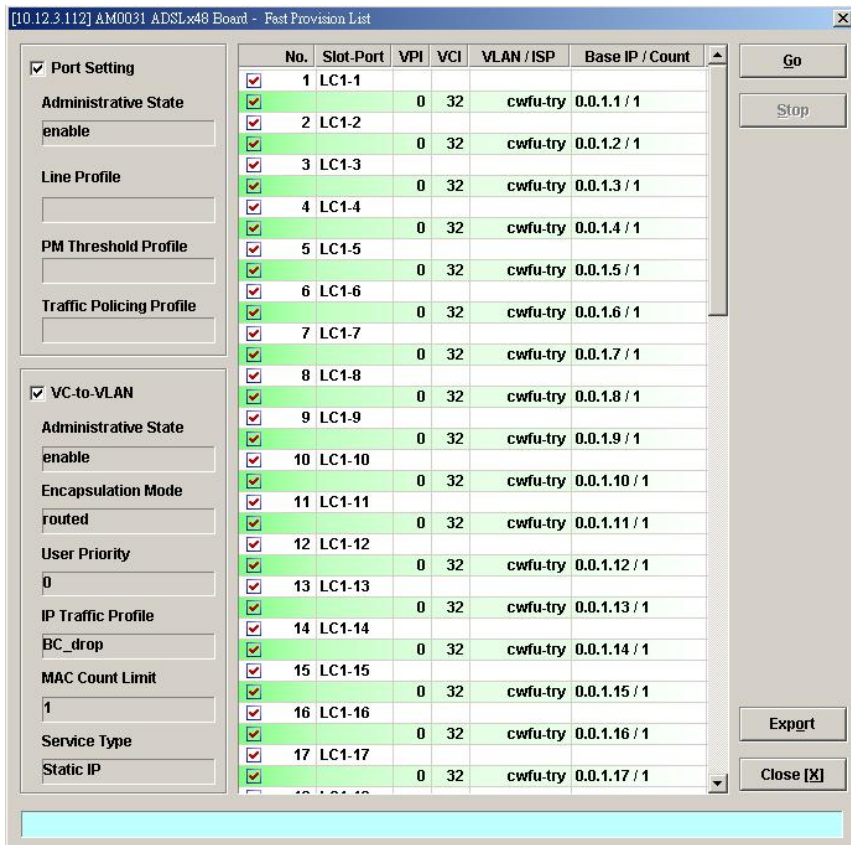 [10.12.3.112] AM0031 ADSLx48 Board - Fast Provision List
Port Setting
Administrative State
enable
Line Profile
PM Threshold Profile
Traffic Policing Profile
VC-to-VLAN
Administrative State
enable
Encapsulation Mode
routed
User Priority
0
IP Traffic Profile
BC_drop
MAC Count Limit
1
Service Type
Static IP
No. Slot-Port VPI VCI VLAN / ISP Base IP / Count
1 LC1-1
0 32 cwfu-try 0.0.1.1 / 1
2 LC1-2
0 32 cwfu-try 0.0.1.2 / 1
3 LC1-3
0 32 cwfu-try 0.0.1.3 / 1
4 LC1-4
0 32 cwfu-try 0.0.1.4 / 1
5 LC1-5
0 32 cwfu-try 0.0.1.5 / 1
6 LC1-6
0 32 cwfu-try 0.0.1.6 / 1
7 LC1-7
0 32 cwfu-try 0.0.1.7 / 1
8 LC1-8
0 32 cwfu-try 0.0.1.8 / 1
9 LC1-9
0 32 cwfu-try 0.0.1.9 / 1
10 LC1-10
0 32 cwfu-try 0.0.1.10 / 1
11 LC1-11
0 32 cwfu-try 0.0.1.11 / 1
12 LC1-12
0 32 cwfu-try 0.0.1.12 / 1
13 LC1-13
0 32 cwfu-try 0.0.1.13 / 1
14 LC1-14
0 32 cwfu-try 0.0.1.14 / 1
15 LC1-15
0 32 cwfu-try 0.0.1.15 / 1
16 LC1-16
0 32 cwfu-try 0.0.1.16 / 1
17 LC1-17
0 32 cwfu-try 0.0.1.17 / 1
Go
Stop
Export
Close [X]